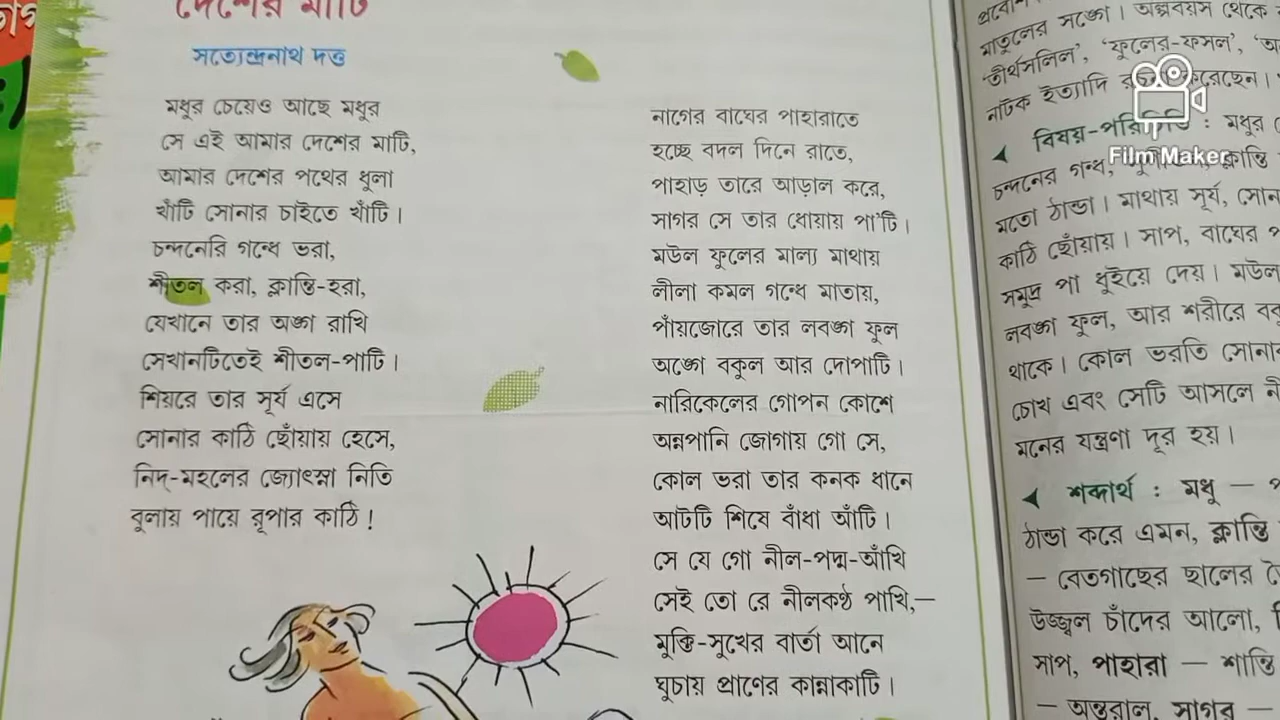 দেশের মাটি
সত্যেন্দ্রনাথ দত্ত
মধুর চেয়েও আছে মধুর
সে এই আমার দেশের মাটি,
আমার দেশের পথের ধুলা
খাঁটি সোনার চাইতে খাঁটি।
চন্দনেরি গন্ধে ভরা,
শীতল করা, ক্লান্তি-হরা,
যেখানে তার অঙ্গ রাখি
সেখানটিতেই শীতল-পাটি।
শিয়রে তার সূর্য এসে
সোনার কাঠি ছোঁয়ায় হেসে,
নিদ্-মহলের জ্যোৎস্না নিতি
বুলায় পায়ে রূপার কাঠি!
নাগের বাঘের পাহারাতে
হচ্ছে বদল দিনে রাতে,
পাহাড় তারে আড়াল করে,
সাগর সে তার ধোয়ায় পা'টি।
মউল ফুলের মাল্য মাথায়
লীলা কমল গন্ধে মাতায়,
পাঁয়জোরে তার লবঙ্গ ফুল
অঙ্গে বকুল আর দোপাটি।
নারিকেলের গোপন কোশে
অন্নপানি জোগায় গো সে,
কোল ভরা তার কনক ধানে
আটটি শিষে বাঁধা আঁটি।
সে যে গো নীল-পদ্ম-আঁখি
সেই তো রে নীলকণ্ঠ পাখি,—
মুক্তি-সুখের বার্তা আনে
ঘুচায় প্রাণের কান্নাকাটি।
মাতুলের সঙ্গে। অল্পবয়স থেকে
'তীর্থসলিল', 'ফুলের-ফসল',
নাটক ইত্যাদি করেছেন।
বিষয়-পরিচিতি : মধুর
চন্দনের গন্ধ, ক্লান্তি
মতো ঠান্ডা। মাথায় সূর্য,
কাঠি ছোঁয়ায়। সাপ, বাঘের
সমুদ্র পা ধুইয়ে দেয়। মউল
লবঙ্গ ফুল, আর শরীরে
থাকে। কোল ভরতি
চোখ এবং সেটি আসলে
মনের যন্ত্রণা দূর হয়।
শব্দার্থ : মধু —
ঠান্ডা করে এমন, ক্লান্তি
— বেতগাছের ছালের
উজ্জ্বল চাঁদের আলো,
সাপ, পাহারা — শান্তি
— অন্তরাল, সাগর —
Film Maker